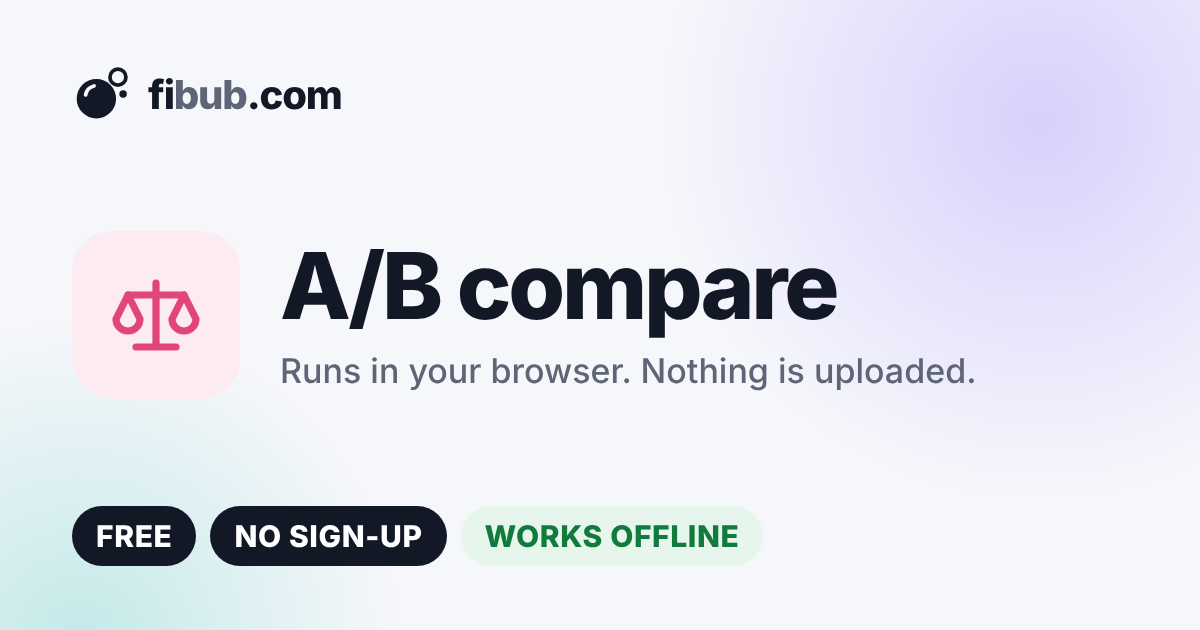 fibub.com
A/B compare
Runs in your browser. Nothing is uploaded.
FREE NO SIGN-UP WORKS OFFLINE